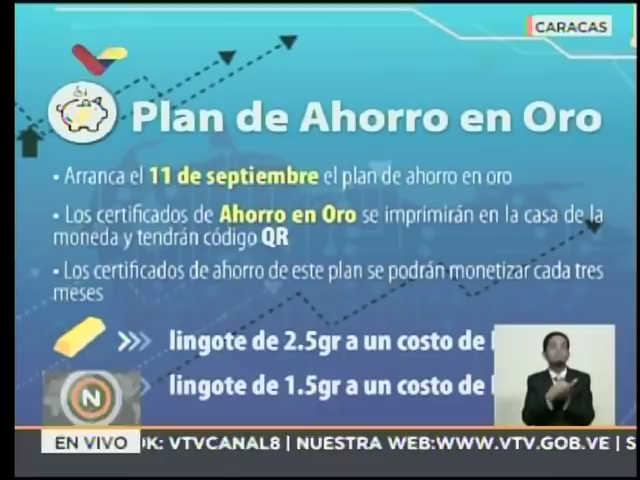 CARACAS
Plan de Ahorro en Oro
• Arranca el 11 de septiembre el plan de ahorro en oro
• Los certificados de Ahorro en Oro se imprimirán en la casa de la
moneda y tendrán código QR
• Los certificados de ahorro de este plan se podrán monetizar cada tres
meses
lingote de 2.5gr a un costo de
lingote de 1.5gr a un costo de
N
EN VIVO OK: VTVCANAL8 | NUESTRA WEB:WWW.VTV.GOB.VE | S